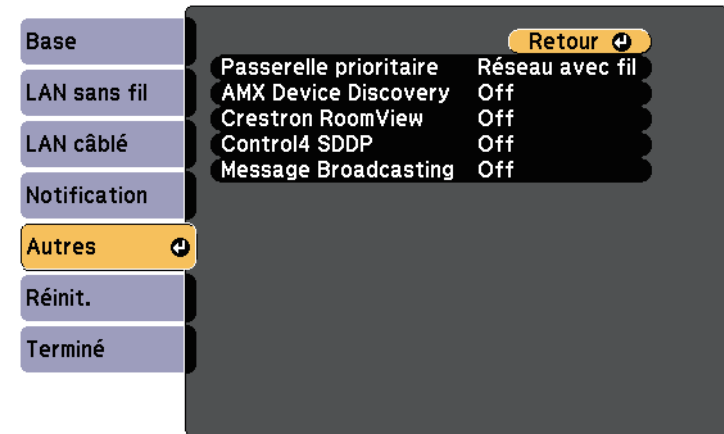 Base
LAN sans fil
LAN câblé
Notification
Autres
Réinit.
Terminé
Retour
Passerelle prioritaire Réseau avec fil
AMX Device Discovery Off
Crestron RoomView Off
Control4 SDDP Off
Message Broadcasting Off